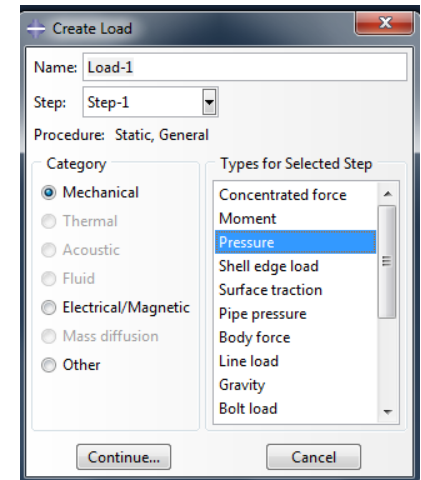 Create Load
Name: Load-1
Step: Step-1
Procedure: Static, General
Category
Mechanical
Thermal
Acoustic
Fluid
Electrical/Magnetic
Mass diffusion
Other
Types for Selected Step
Concentrated force
Moment
Pressure
Shell edge load
Surface traction
Pipe pressure
Body force
Line load
Gravity
Bolt load
Continue...
Cancel